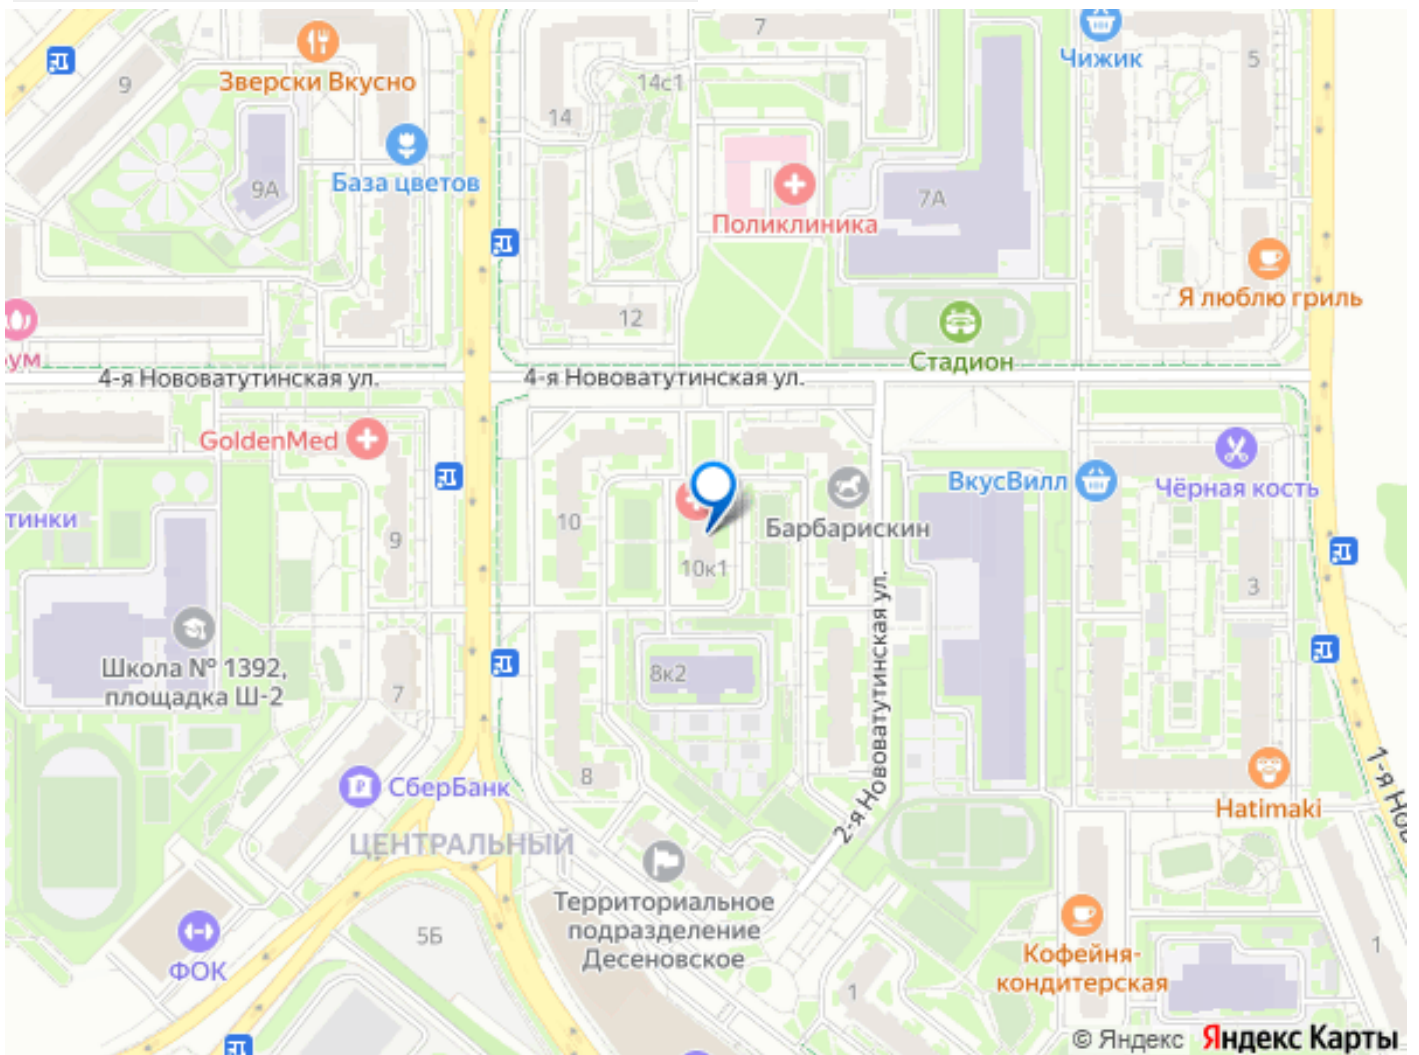 7
Чижик
5
9
Зверски Вкусно
14с1
14
База цветов
9А
7А
Поликлиника
Я люблю гриль
12
ум
Стадион
4-я Нововатутинская ул.
4-я Нововатутинская ул.
GoldenMed
ВкусВилл
Чёрная кость
тинки
10
9
Барбарискин
10к1
3
2-я Нововатутинская ул.
Школа № 1392,
площадка Ш-2
7
8к2
8
СберБанк
Hatimaki
1-я Нов
ЦЕНТРАЛЬНЫЙ
Территориальное
подразделение
Десеновское
5Б
ФОК
Кофейня-
кондитерская
1
1
© Яндекс Яндекс Карты